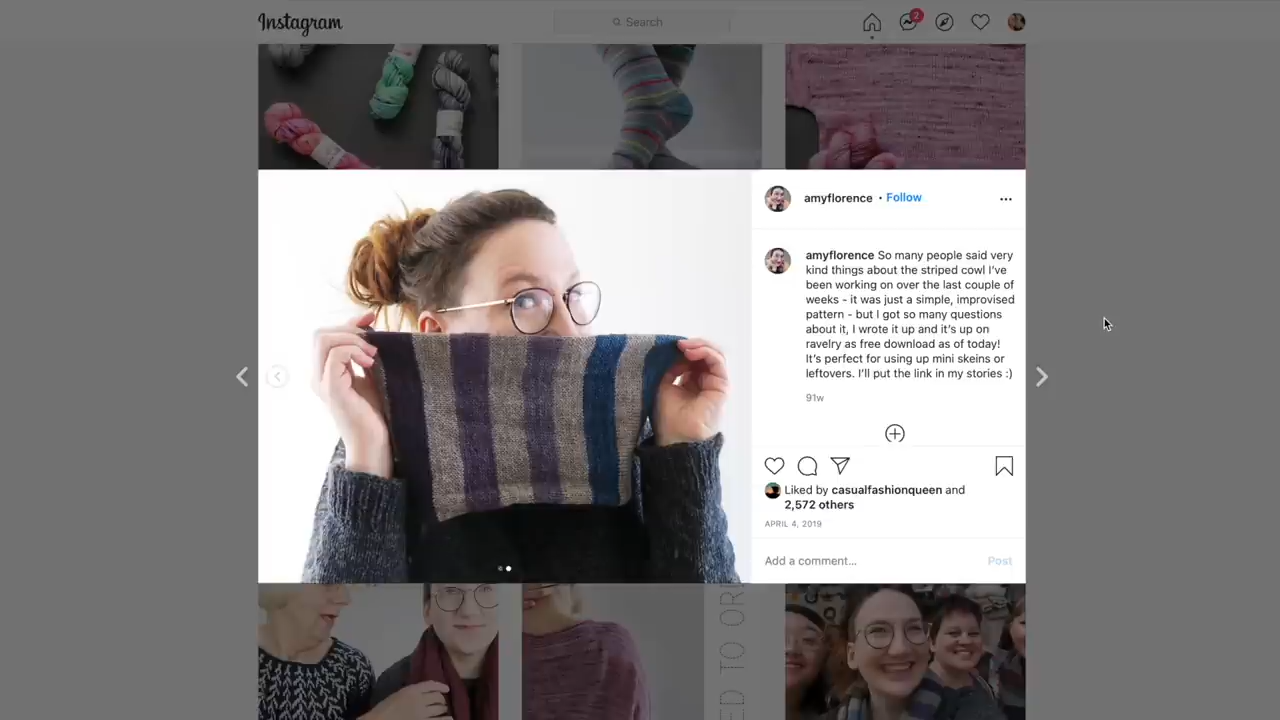 Instagram
Search
2
amyflorence • Follow
amyflorence So many people said very
kind things about the striped cowl I've
been working on over the last couple of
weeks - it was just a simple, improvised
pattern - but I got so many questions
about it, I wrote it up and it's up on
ravelry as free download as of today!
It's perfect for using up mini skeins or
leftovers. I'll put the link in my stories :)
91w
Liked by casualfashionqueen and
2,572 others
APRIL 4, 2019
Add a comment...
Post
ED TO OR